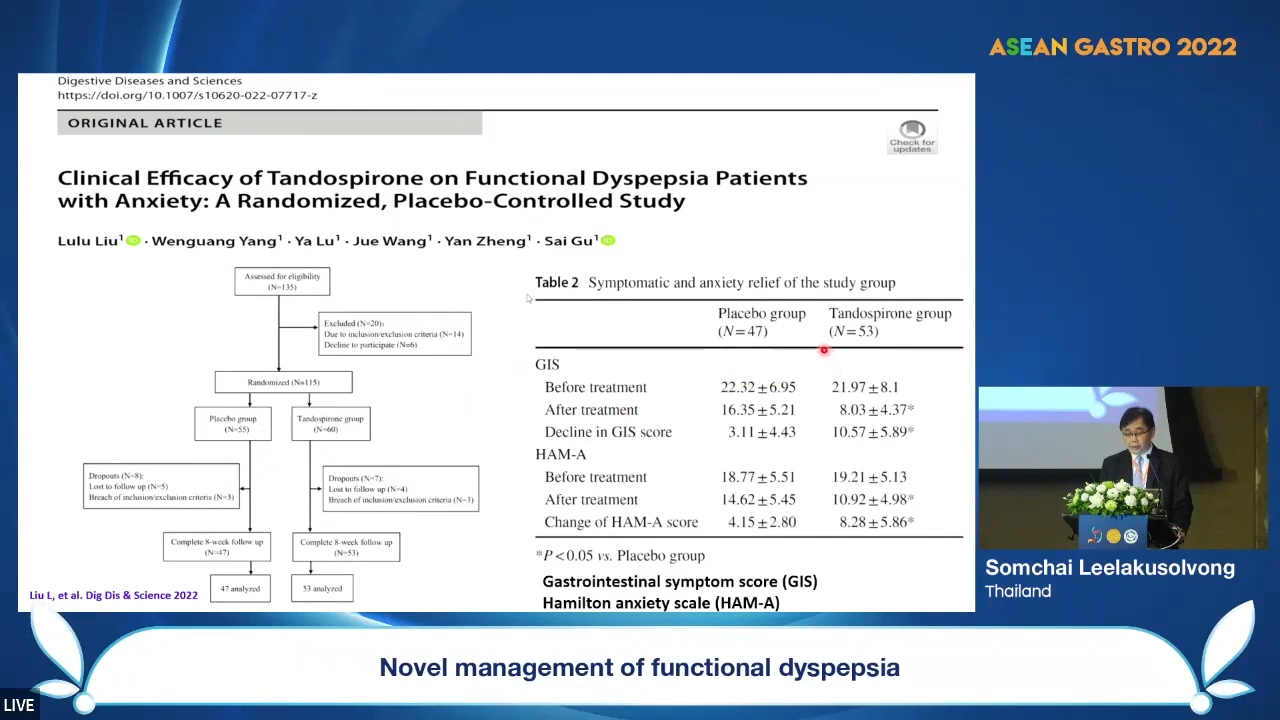 ASEAN GASTRO 2022
Digestive Diseases and Sciences
https://doi.org/10.1007/s10620-022-07717-z
ORIGINAL ARTICLE
Check for
updates
Clinical Efficacy of Tandospirone on Functional Dyspepsia Patients
with Anxiety: A Randomized, Placebo-Controlled Study
Lulu Liu1 · Wenguang Yang1 · Ya Lu1 · Jue Wang1 · Yan Zheng1 · Sai Gu1
Assessed for eligibility
(N=135)
Excluded (N=20):
Due to inclusion/exclusion criteria (N=14)
Decline to participate (N=6)
Randomized (N=115)
Placebo group
(N=55)
Tandospirone group
(N=60)
Dropouts (N=8):
Lost to follow up (N=5)
Breach of inclusion/exclusion criteria (N=3)
Dropouts (N=7):
Lost to follow up (N=4)
Breach of inclusion/exclusion criteria (N=3)
Complete 8-week follow up
(N=47)
Complete 8-week follow up
(N=53)
47 analyzed
53 analyzed
Liu L, et al. Dig Dis & Science 2022
Table 2 Symptomatic and anxiety relief of the study group
Placebo group
(N=47)
Tandospirone group
(N=53)
GIS
Before treatment 22.32±6.95 21.97±8.1
After treatment 16.35±5.21 8.03±4.37*
Decline in GIS score 3.11±4.43 10.57±5.89*
HAM-A
Before treatment 18.77±5.51 19.21±5.13
After treatment 14.62±5.45 10.92±4.98*
Change of HAM-A score 4.15±2.80 8.28±5.86*
*P<0.05 vs. Placebo group
Gastrointestinal symptom score (GIS)
Hamilton anxiety scale (HAM-A)
Somchai Leelakusolvong
Thailand
Novel management of functional dyspepsia
LIVE